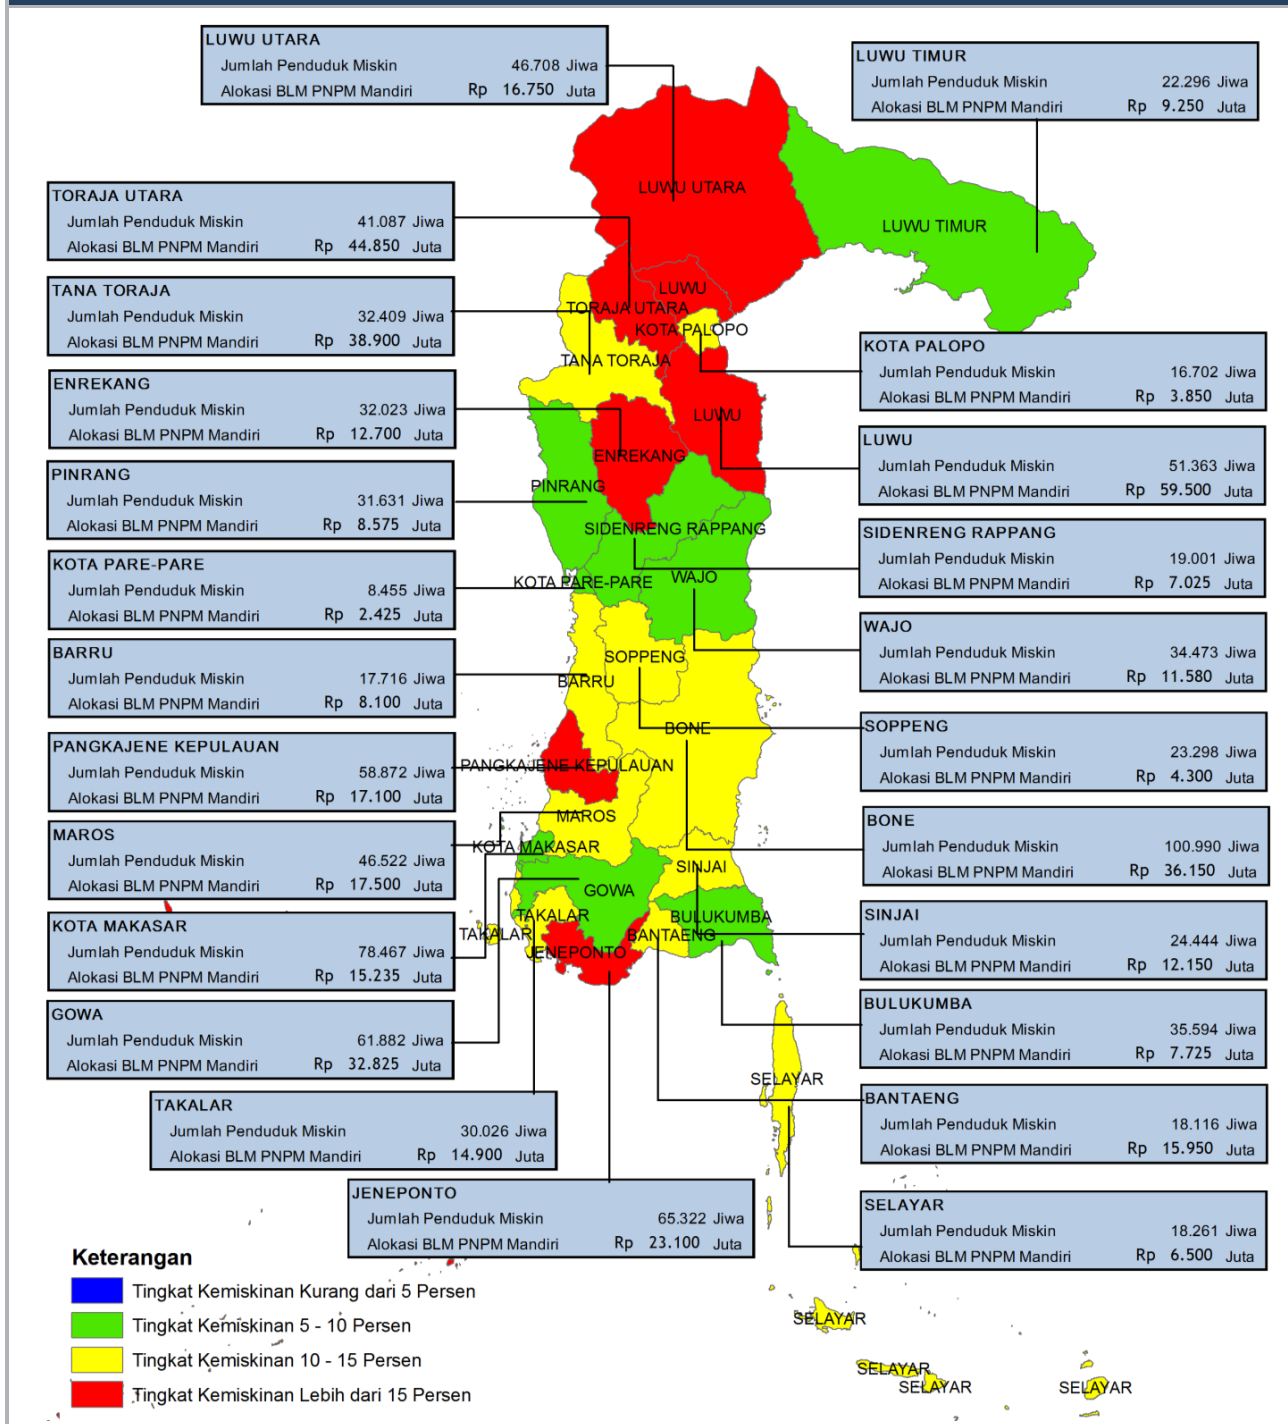 LUWU UTARA
Jumlah Penduduk Miskin 46.708 Jiwa
Alokasi BLM PNPM Mandiri Rp 16.750 Juta
LUWU TIMUR
Jumlah Penduduk Miskin 22.296 Jiwa
Alokasi BLM PNPM Mandiri Rp 9.250 Juta
TORAJA UTARA
Jumlah Penduduk Miskin 41.087 Jiwa
Alokasi BLM PNPM Mandiri Rp 44.850 Juta
TANA TORAJA
Jumlah Penduduk Miskin 32.409 Jiwa
Alokasi BLM PNPM Mandiri Rp 38.900 Juta
ENREKANG
Jumlah Penduduk Miskin 32.023 Jiwa
Alokasi BLM PNPM Mandiri Rp 12.700 Juta
PINRANG
Jumlah Penduduk Miskin 31.631 Jiwa
Alokasi BLM PNPM Mandiri Rp 8.575 Juta
KOTA PARE-PARE
Jumlah Penduduk Miskin 8.455 Jiwa
Alokasi BLM PNPM Mandiri Rp 2.425 Juta
BARRU
Jumlah Penduduk Miskin 17.716 Jiwa
Alokasi BLM PNPM Mandiri Rp 8.100 Juta
PANGKAJENE KEPULAUAN
Jumlah Penduduk Miskin 58.872 Jiwa
Alokasi BLM PNPM Mandiri Rp 17.100 Juta
MAROS
Jumlah Penduduk Miskin 46.522 Jiwa
Alokasi BLM PNPM Mandiri Rp 17.500 Juta
KOTA MAKASAR
Jumlah Penduduk Miskin 78.467 Jiwa
Alokasi BLM PNPM Mandiri Rp 15.235 Juta
GOWA
Jumlah Penduduk Miskin 61.882 Jiwa
Alokasi BLM PNPM Mandiri Rp 32.825 Juta
TAKALAR
Jumlah Penduduk Miskin 30.026 Jiwa
Alokasi BLM PNPM Mandiri Rp 14.900 Juta
JENEPONTO
Jumlah Penduduk Miskin 65.322 Jiwa
Alokasi BLM PNPM Mandiri Rp 23.100 Juta
KOTA PALOPO
Jumlah Penduduk Miskin 16.702 Jiwa
Alokasi BLM PNPM Mandiri Rp 3.850 Juta
LUWU
Jumlah Penduduk Miskin 51.363 Jiwa
Alokasi BLM PNPM Mandiri Rp 59.500 Juta
SIDENRENG RAPPANG
Jumlah Penduduk Miskin 19.001 Jiwa
Alokasi BLM PNPM Mandiri Rp 7.025 Juta
WAJO
Jumlah Penduduk Miskin 34.473 Jiwa
Alokasi BLM PNPM Mandiri Rp 11.580 Juta
SOPPENG
Jumlah Penduduk Miskin 23.298 Jiwa
Alokasi BLM PNPM Mandiri Rp 4.300 Juta
BONE
Jumlah Penduduk Miskin 100.990 Jiwa
Alokasi BLM PNPM Mandiri Rp 36.150 Juta
SINJAI
Jumlah Penduduk Miskin 24.444 Jiwa
Alokasi BLM PNPM Mandiri Rp 12.150 Juta
BULUKUMBA
Jumlah Penduduk Miskin 35.594 Jiwa
Alokasi BLM PNPM Mandiri Rp 7.725 Juta
BANTAENG
Jumlah Penduduk Miskin 18.116 Jiwa
Alokasi BLM PNPM Mandiri Rp 15.950 Juta
SELAYAR
Jumlah Penduduk Miskin 18.261 Jiwa
Alokasi BLM PNPM Mandiri Rp 6.500 Juta
LUWU UTARA
LUWU TIMUR
LUWU
TORAJA UTARA
KOTA PALOPO
TANA TORAJA
LUWU
ENREKANG
PINRANG
SIDENRENG RAPPANG
KOTA PARE-PARE
WAJO
SOPPENG
BARRU
BONE
PANGKAJENE KEPULAUAN
MAROS
KOTA MAKASAR
SINJAI
GOWA
TAKALAR
BULUKUMBA
TAKALAR
BANTAENG
JENEPONTO
SELAYAR
SELAYAR
SELAYAR
SELAYAR
SELAYAR
Keterangan
Tingkat Kemiskinan Kurang dari 5 Persen
Tingkat Kemiskinan 5 - 10 Persen
Tingkat Kemiskinan 10 - 15 Persen
Tingkat Kemiskinan Lebih dari 15 Persen